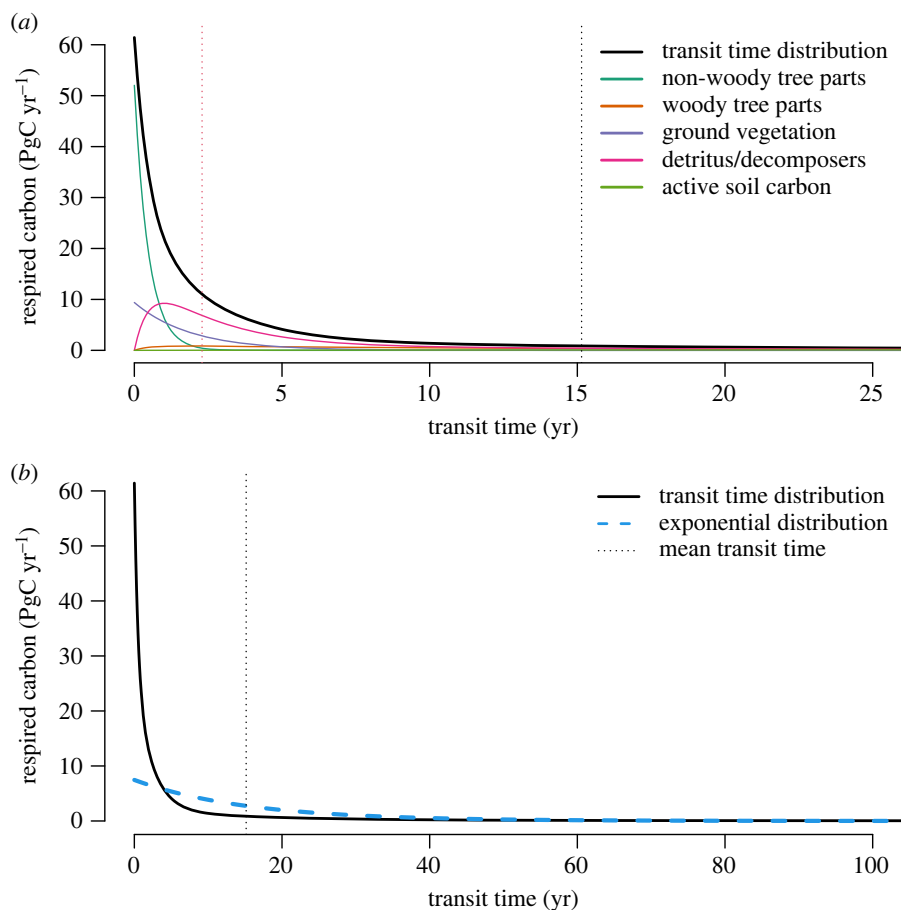 (a)
60
50
40
30
20
10
0
respired carbon (PgC yr⁻¹)
transit time distribution
non-woody tree parts
woody tree parts
ground vegetation
detritus/decomposers
active soil carbon
0 5 10 15 20 25
transit time (yr)
(b)
60
50
40
30
20
10
0
respired carbon (PgC yr⁻¹)
transit time distribution
exponential distribution
mean transit time
0 20 40 60 80 100
transit time (yr)